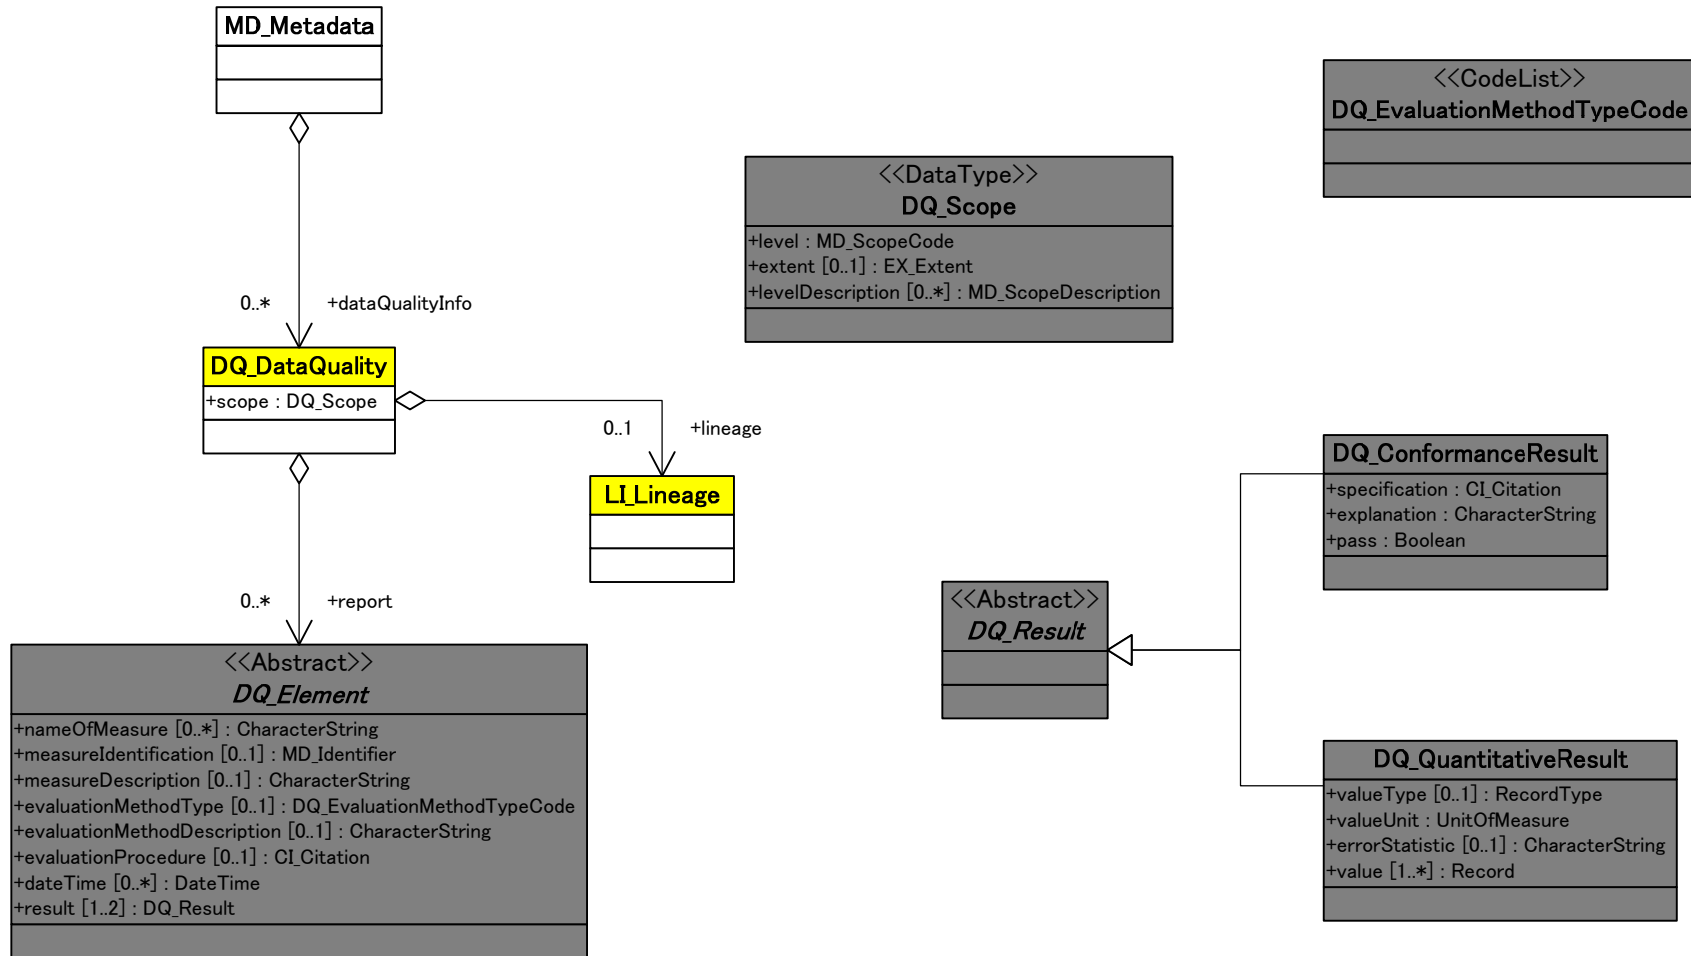 MD_Metadata
0..*
+dataQualityInfo
DQ_DataQuality
+scope : DQ_Scope
0..1
+lineage
LI_Lineage
0..*
+report
<<Abstract>>
DQ_Element
+nameOfMeasure [0..*] : CharacterString
+measureIdentification [0..1] : MD_Identifier
+measureDescription [0..1] : CharacterString
+evaluationMethodType [0..1] : DQ_EvaluationMethodTypeCode
+evaluationMethodDescription [0..1] : CharacterString
+evaluationProcedure [0..1] : CI_Citation
+dateTime [0..*] : DateTime
+result [1..2] : DQ_Result
<<DataType>>
DQ_Scope
+level : MD_ScopeCode
+extent [0..1] : EX_Extent
+levelDescription [0..*] : MD_ScopeDescription
<<CodeList>>
DQ_EvaluationMethodTypeCode
<<Abstract>>
DQ_Result
DQ_ConformanceResult
+specification : CI_Citation
+explanation : CharacterString
+pass : Boolean
DQ_QuantitativeResult
+valueType [0..1] : RecordType
+valueUnit : UnitOfMeasure
+errorStatistic [0..1] : CharacterString
+value [1..*] : Record